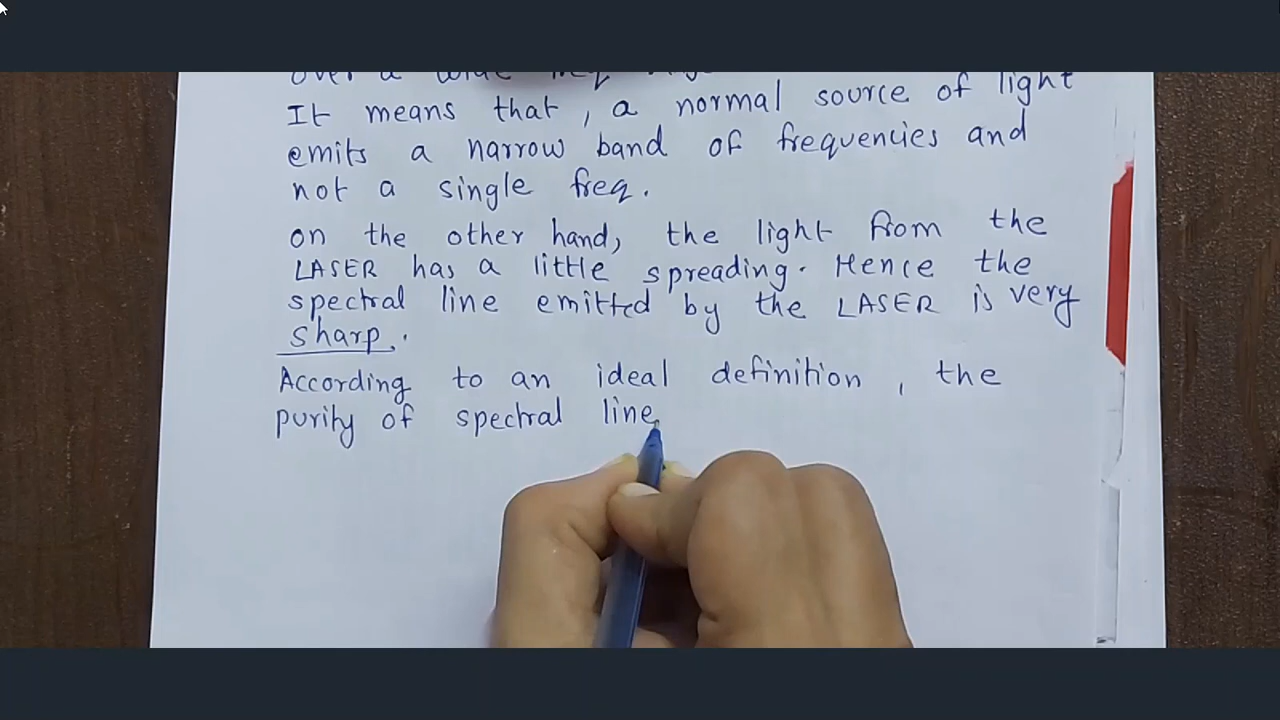 over a
It means that, a normal source of light
emits a narrow band of frequencies and
not a single freq.
on the other hand, the light from the
LASER has a little spreading. Hence the
spectral line emitted by the LASER is very
sharp.
According to an ideal definition, the
purity of spectral line